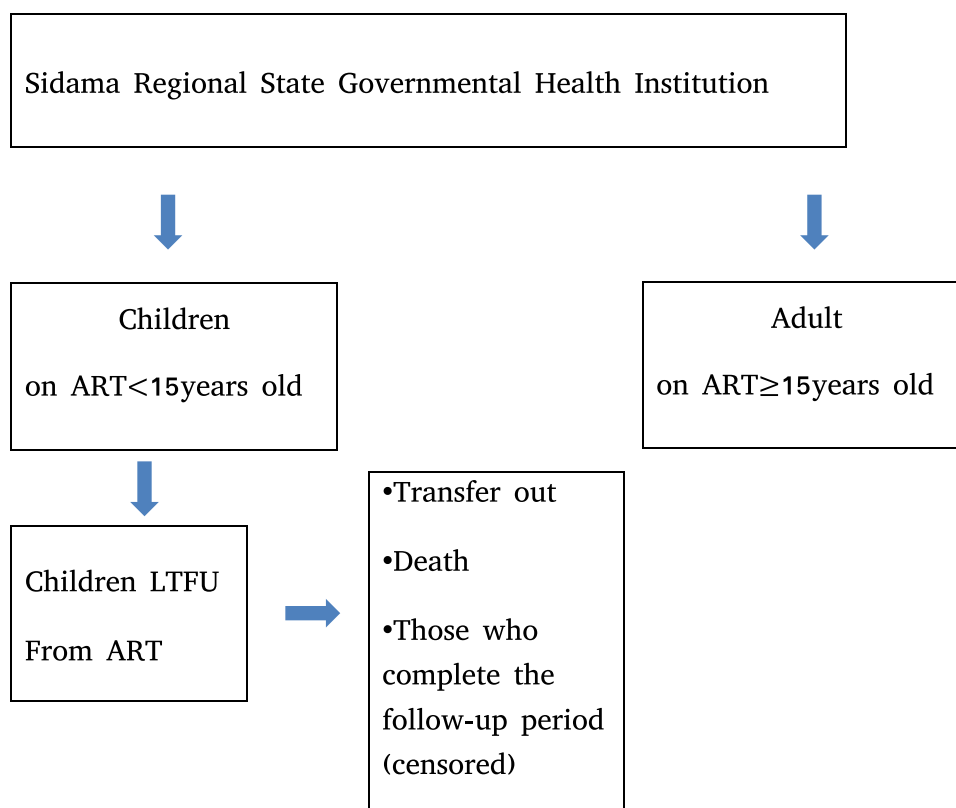 Sidama Regional State Governmental Health Institution
Children
on ART<15years old
Adult
on ART≥15years old
Children LTFU
From ART
•Transfer out
•Death
•Those who
complete the
follow-up period
(censored)